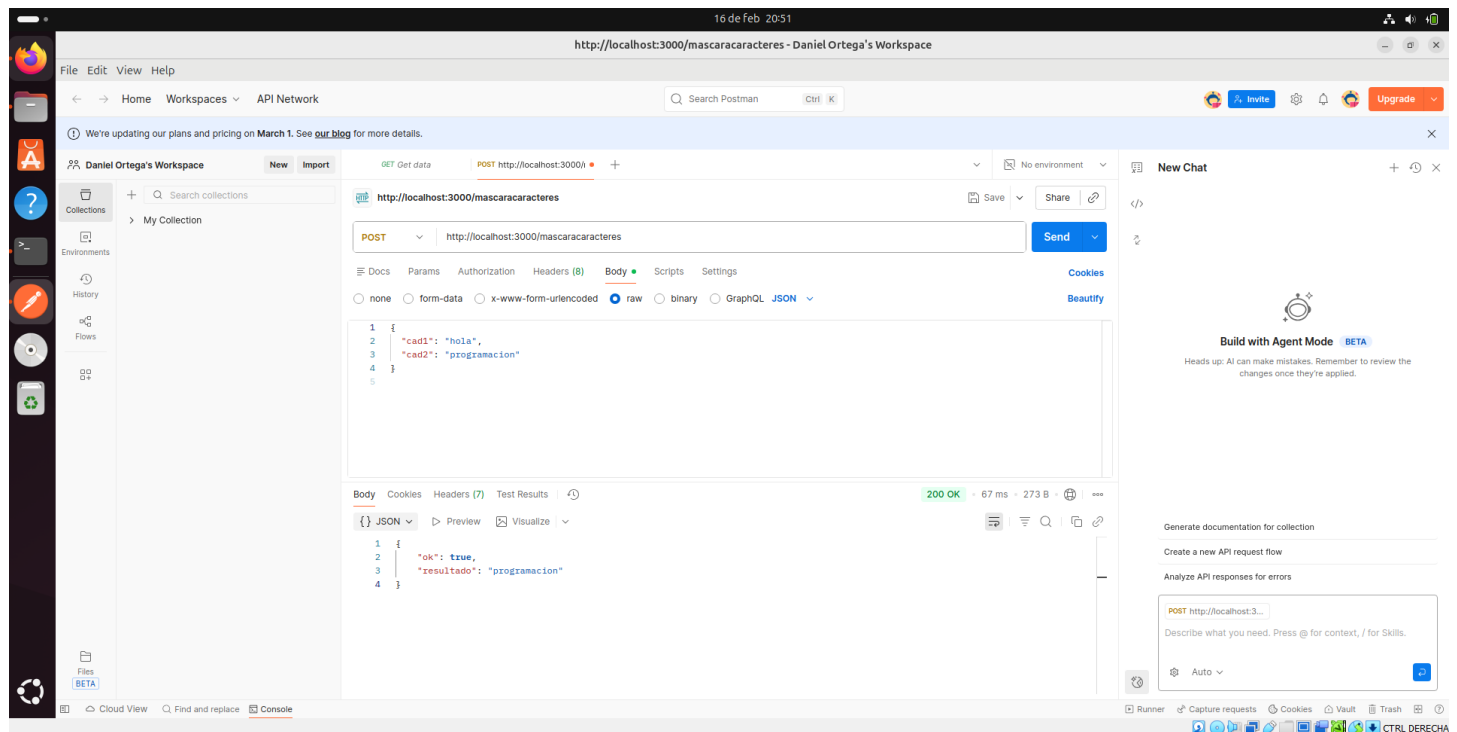 16 de feb 20:51
http://localhost:3000/mascaracaracteres - Daniel Ortega's Workspace
File Edit View Help
Home Workspaces API Network Search Postman Ctrl K Invite Upgrade
We're updating our plans and pricing on March 1. See our blog for more details.
Daniel Ortega's Workspace New Import GET Get data POST http://localhost:3000/ No environment New Chat
Collections Search collections http://localhost:3000/mascaracaracteres Save Share
My Collection
Environments POST http://localhost:3000/mascaracaracteres Send
Docs Params Authorization Headers (8) Body Scripts Settings Cookies
History none form-data x-www-form-urlencoded raw binary GraphQL JSON Beautify
Flows
1 {
2 "cad1": "hola",
3 "cad2": "programacion"
4 }
5
Build with Agent Mode BETA
Heads up: AI can make mistakes. Remember to review the
changes once they're applied.
Body Cookies Headers (7) Test Results 200 OK 67 ms 273 B
{} JSON Preview Visualize
1 {
2 "ok": true,
3 "resultado": "programacion"
4 }
Generate documentation for collection
Create a new API request flow
Analyze API responses for errors
POST http://localhost:3...
Describe what you need. Press @ for context, / for Skills.
Auto
Files
BETA
Cloud View Find and replace Console Runner Capture requests Cookies Vault Trash
CTRL DERECHA